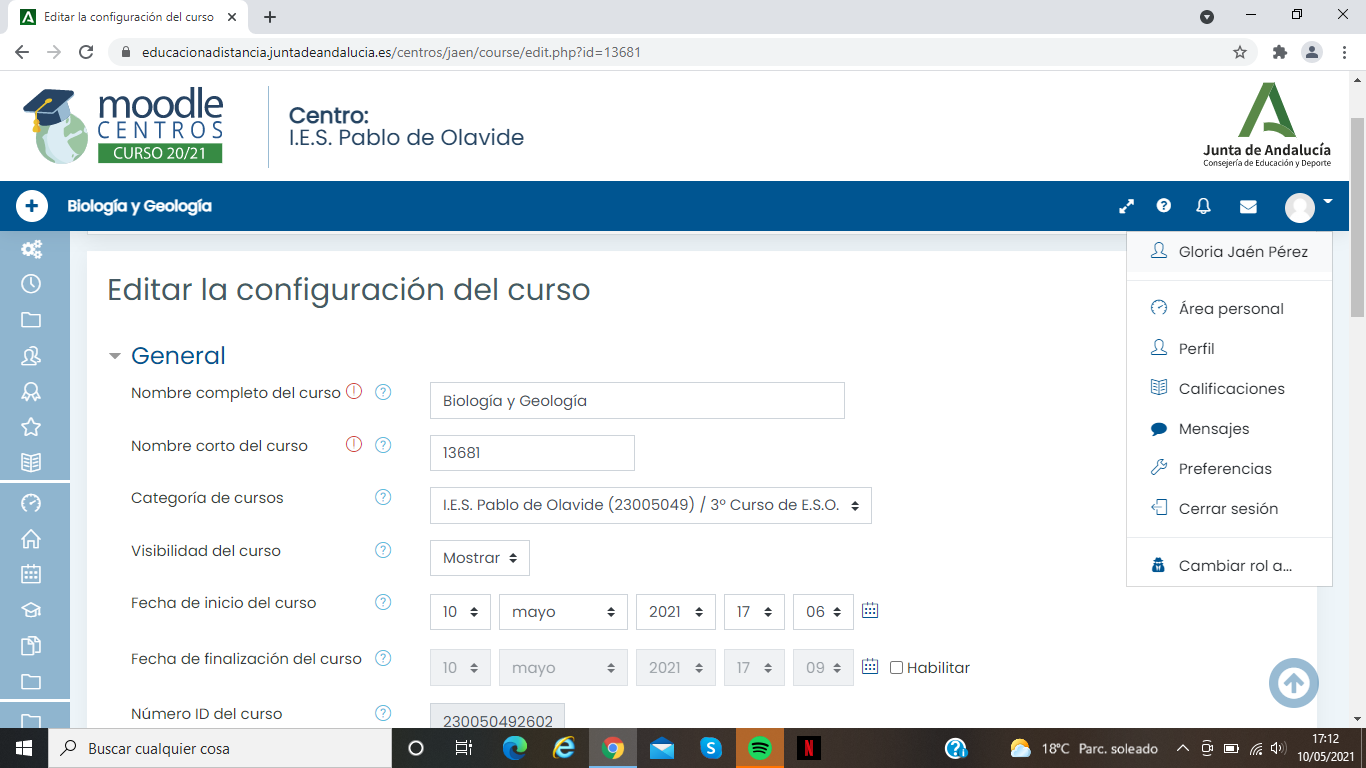 Editar la configuración del curso
educacionadistancia.juntadeandalucia.es/centros/jaen/course/edit.php?id=13681
moodle
CENTROS
CURSO 20/21
Centro:
I.E.S. Pablo de Olavide
Junta de Andalucía
Consejería de Educación y Deporte
Biología y Geología
Gloria Jaén Pérez
Área personal
Perfil
Calificaciones
Mensajes
Preferencias
Cerrar sesión
Cambiar rol a...
Editar la configuración del curso
General
Nombre completo del curso
Biología y Geología
Nombre corto del curso
13681
Categoría de cursos
I.E.S. Pablo de Olavide (23005049) / 3º Curso de E.S.O.
Visibilidad del curso
Mostrar
Fecha de inicio del curso
10 mayo 2021 17 06
Fecha de finalización del curso
10 mayo 2021 17 09 Habilitar
Número ID del curso
230050492602
Buscar cualquier cosa
18°C Parc. soleado
17:12
10/05/2021